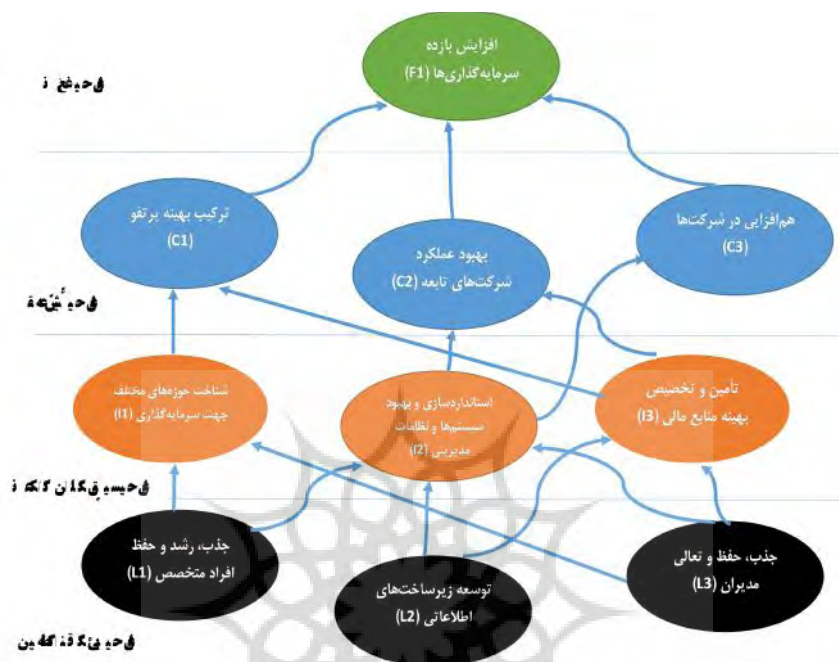 افزایش بازده
سرمایه‌گذاری‌ها (F1)
ترکیب بهینه پرتفو
(C1)
بهبود عملکرد
شرکت‌های تابعه (C2)
هم‌افزایی در شرکت‌ها
(C3)
شناخت حوزه‌های مختلف
جهت سرمایه‌گذاری (I1)
استانداردسازی و بهبود
سیستم‌ها و نظامات
مدیریتی (I2)
تأمین و تخصیص
بهینه منابع مالی (I3)
جذب، رشد و حفظ
افراد متخصص (L1)
توسعه زیرساخت‌های
اطلاعاتی (L2)
جذب، حفظ و تعالی
مدیران (L3)